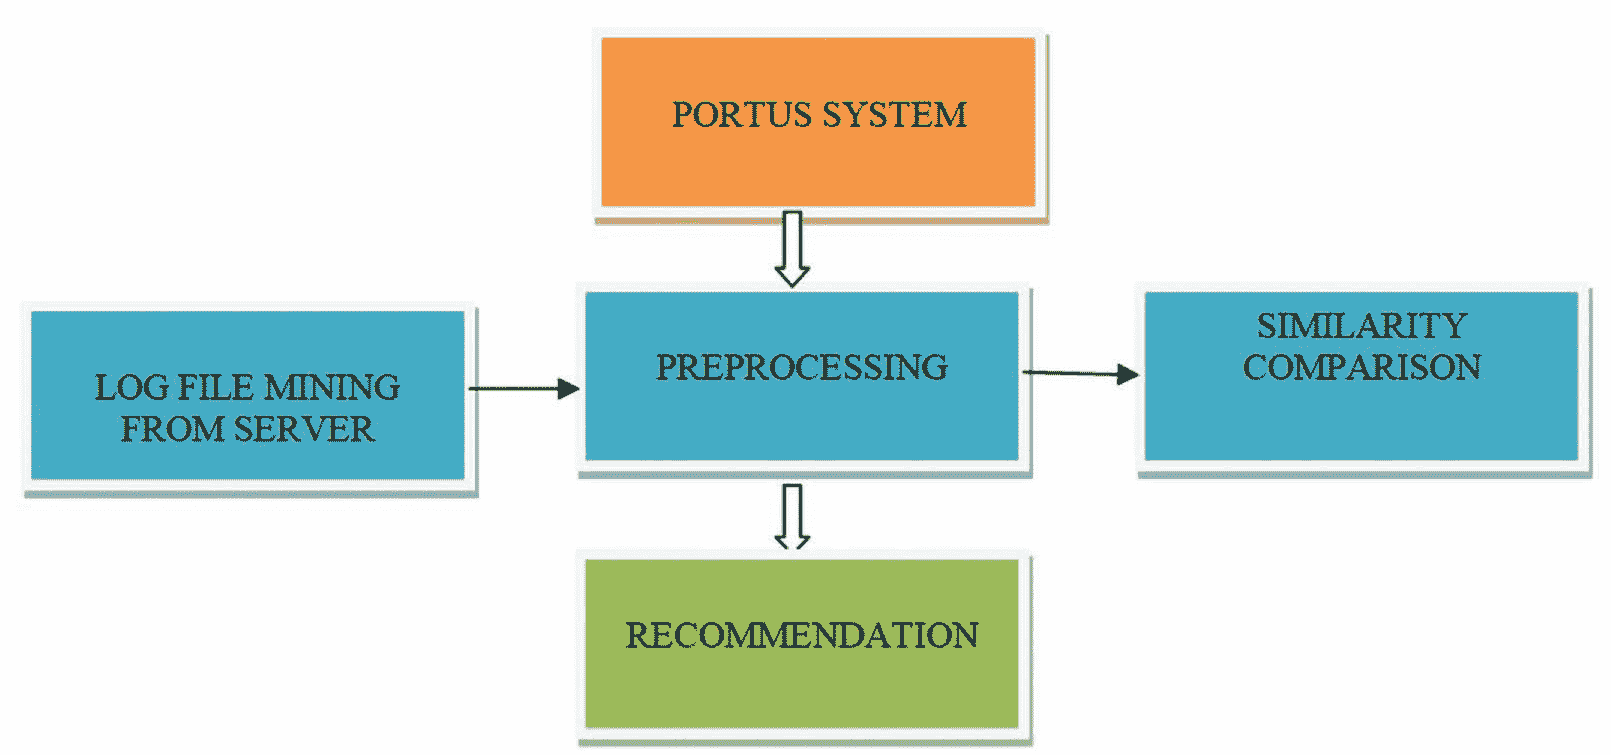 PORTUS SYSTEM
LOG FILE MINING
FROM SERVER
PREPROCESSING
SIMILARITY
COMPARISON
RECOMMENDATION